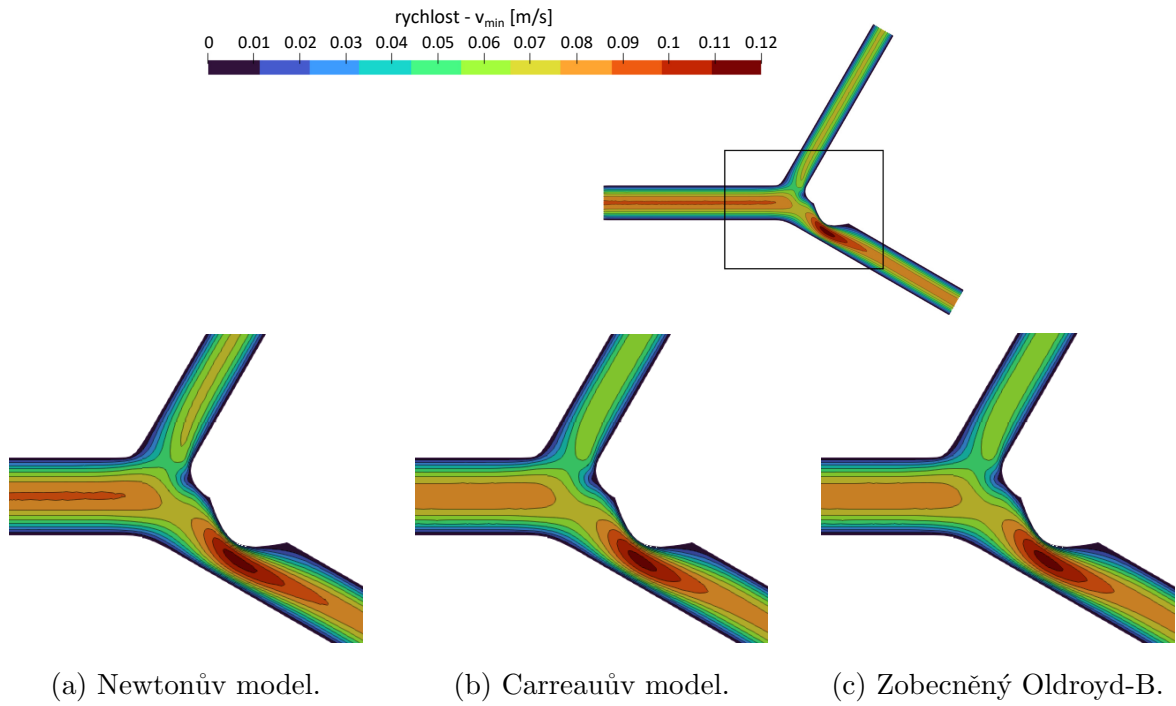 rychlost - vmin [m/s]
0 0.01 0.02 0.03 0.04 0.05 0.06 0.07 0.08 0.09 0.1 0.11 0.12
(a) Newtonův model. (b) Carreauův model. (c) Zobecněný Oldroyd-B.